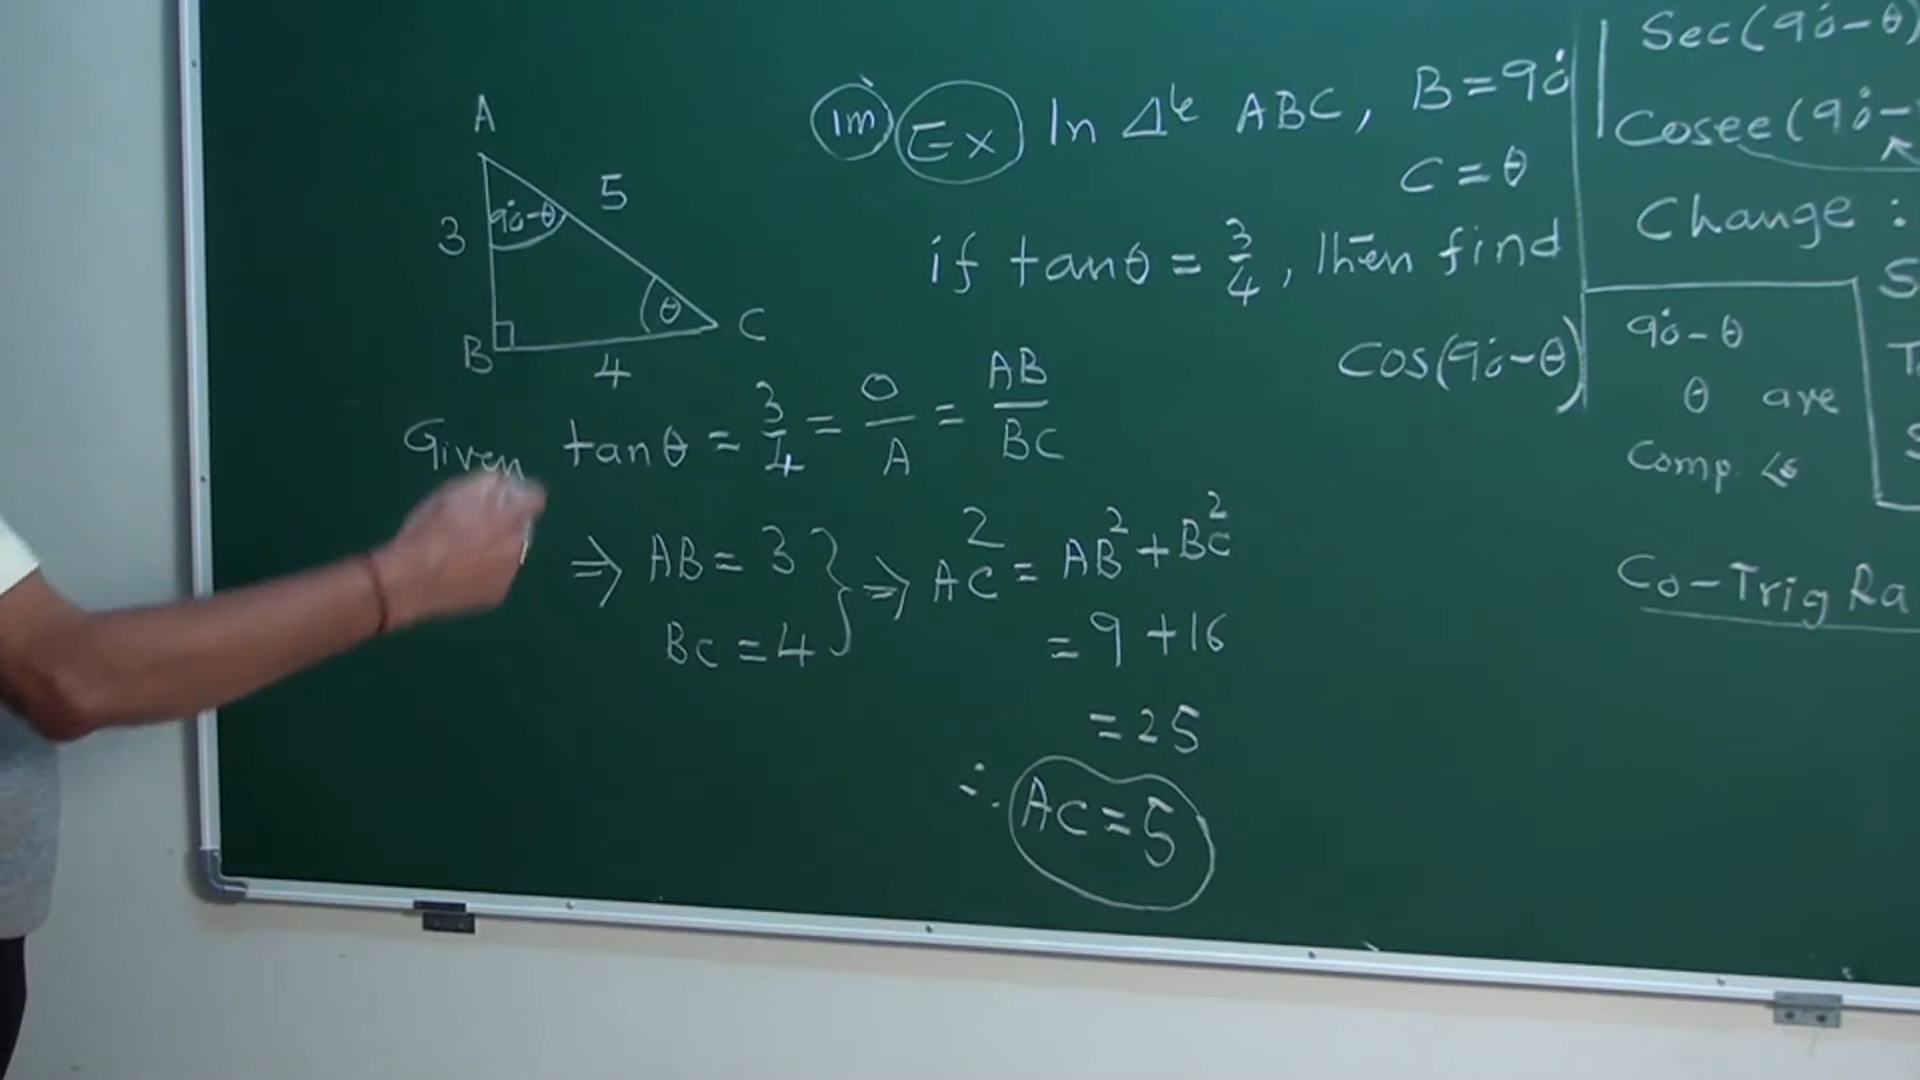 A
3
90°-θ
5
B
4
θ
C
1m Ex In Δle ABC, B=90°
C = θ
if tanθ = 3/4, then find
Cos(90°-θ)
Given tanθ = 3/4 = O/A = AB/BC
⇒ AB = 3
BC = 4
} ⇒ AC² = AB² + BC²
= 9 + 16
= 25
∴ AC = 5
Sec(90°-θ)
Cosec(90°-
Change :
90°-θ
θ are
Comp. ∠s
S
T
S
Co-Trig Ra